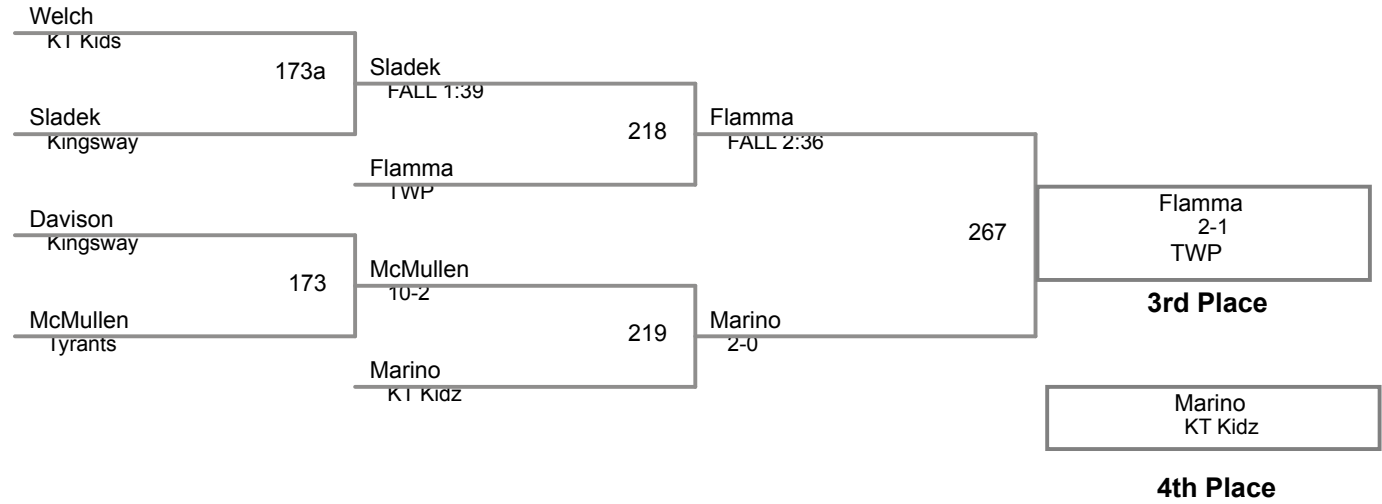 Welch
KT Kids
173a
Sladek
FALL 1:39
Sladek
Kingsway
218
Flamma
FALL 2:36
Flamma
TWP
Davison
Kingsway
267
Flamma
2-1
TWP
173
McMullen
10-2
3rd Place
McMullen
Tyrants
219
Marino
2-0
Marino
KT Kidz
Marino
KT Kidz
4th Place